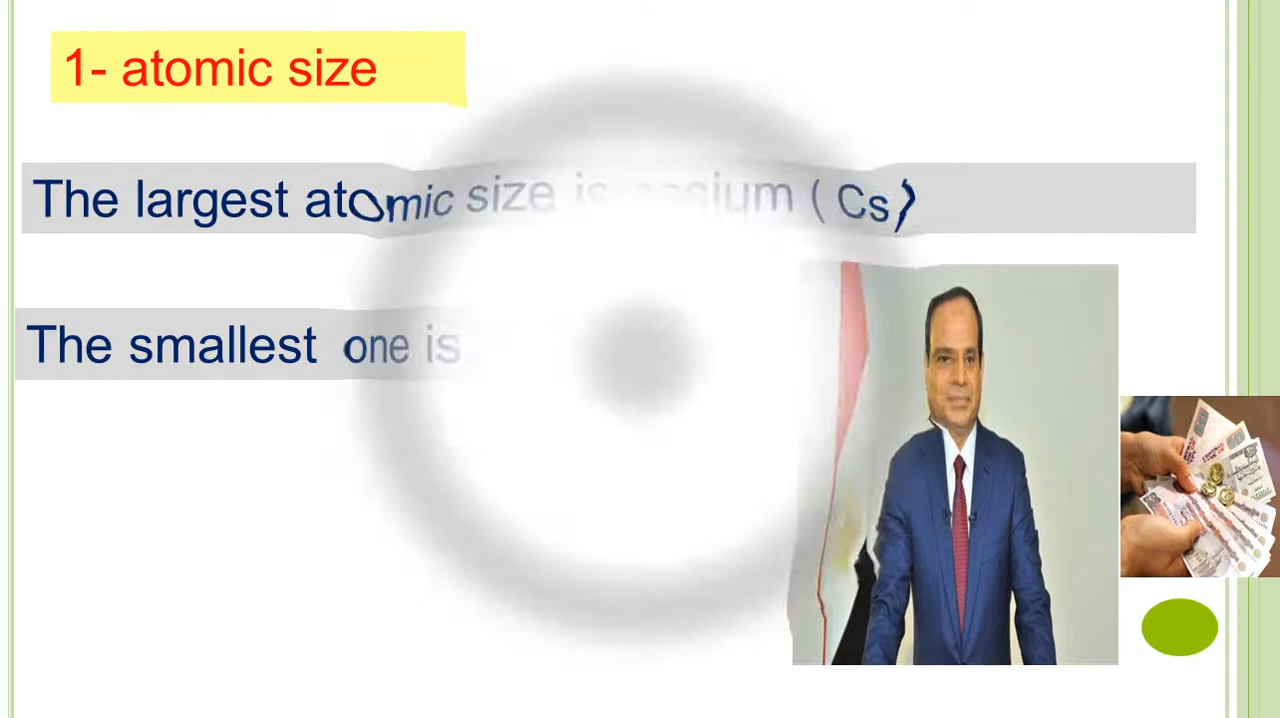 1- atomic size
The largest atomic size is ( Cs )
The smallest one is